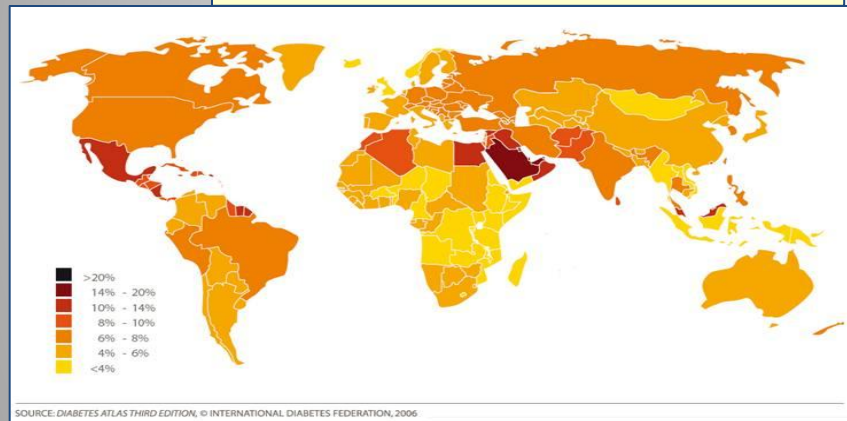 >20%
14% - 20%
10% - 14%
8% - 10%
6% - 8%
4% - 6%
<4%
SOURCE: DIABETES ATLAS THIRD EDITION, © INTERNATIONAL DIABETES FEDERATION, 2006